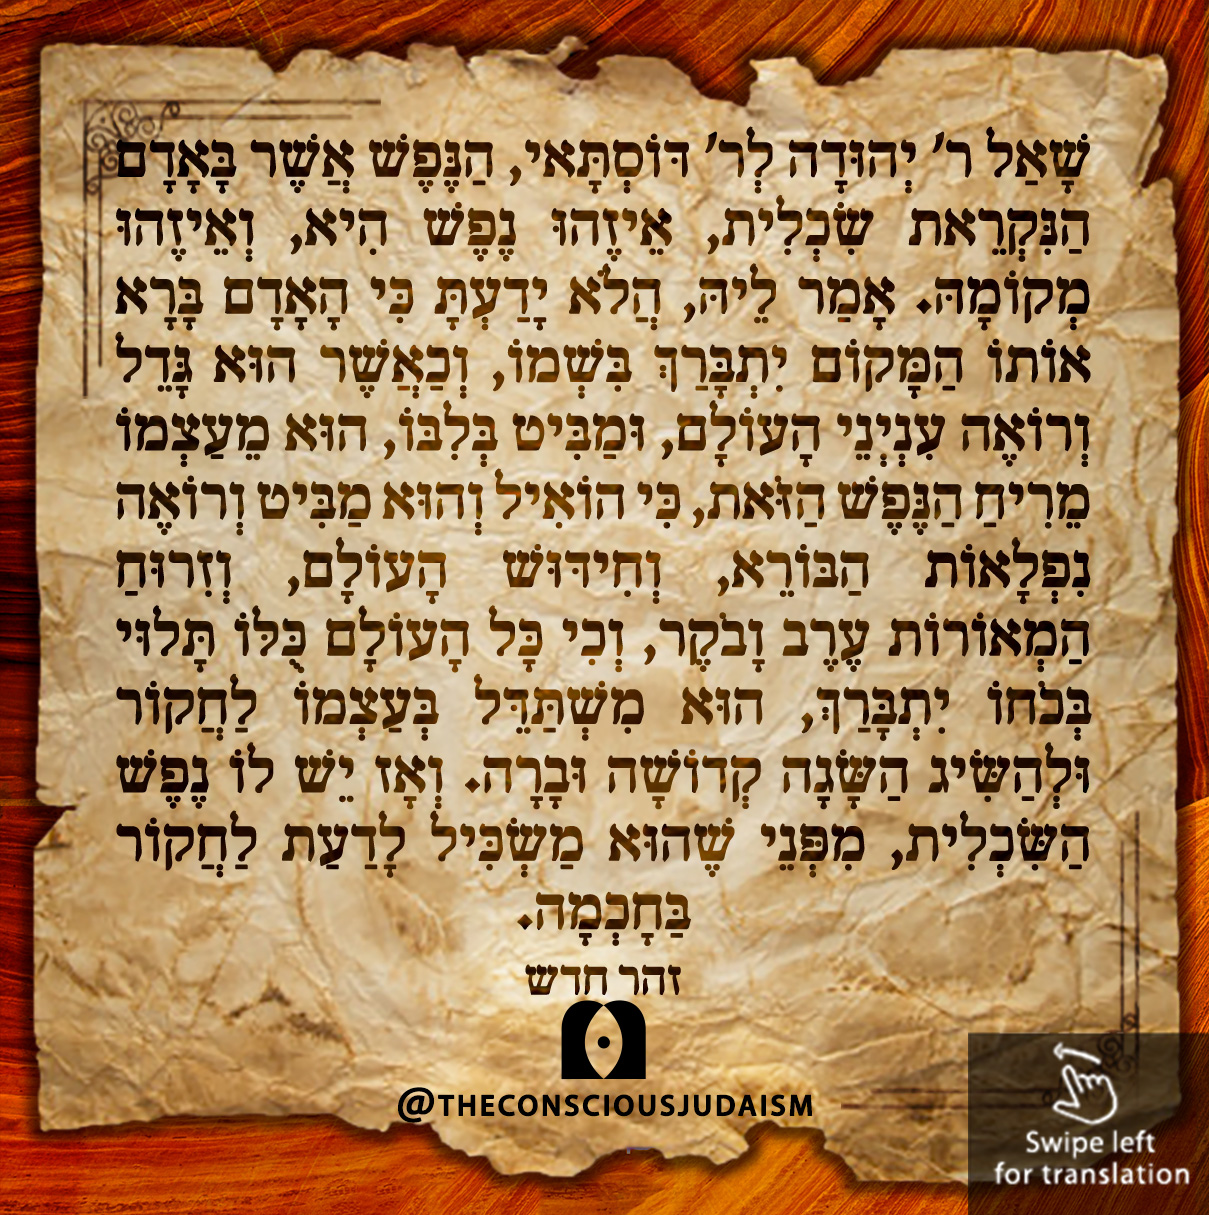 שָׁאַל ר׳ יְהוּדָה לְר׳ דּוֹסְתָּאי, הַנֶּפֶשׁ אֲשֶׁר בָּאָדָם
הַנִּקְרֵאת שִׂכְלִית, אֵיזֶהוּ נֶפֶשׁ הִיא, וְאֵיזֶהוּ
מְקוֹמָהּ. אָמַר לֵיהּ, הֲלֹא יָדַעְתָּ כִּי הָאָדָם בָּרָא
אוֹתוֹ הַמָּקוֹם יִתְבָּרַךְ בִּשְׁמוֹ, וְכַאֲשֶׁר הוּא גָּדֵל
וְרוֹאֶה עִנְיְנֵי הָעוֹלָם, וּמַבִּיט בְּלִבּוֹ, הוּא מֵעַצְמוֹ
מֵרִיחַ הַנֶּפֶשׁ הַזֹּאת, כִּי הוֹאִיל וְהוּא מַבִּיט וְרוֹאֶה
נִפְלָאוֹת הַבּוֹרֵא, וְחִידּוּשׁ הָעוֹלָם, וְזִרוּחַ
הַמְאוֹרוֹת עֶרֶב וָבֹקֶר, וְכִי כָּל הָעוֹלָם כֻּלּוֹ תָּלוּי
בְּכֹחוֹ יִתְבָּרַךְ, הוּא מִשְׁתַּדֵּל בְּעַצְמוֹ לַחֲקוֹר
וּלְהַשִּׂיג הַשָּׂגָה קְדוֹשָׁה וּבָרָה. וְאָז יֵשׁ לוֹ נֶפֶשׁ
הַשִּׂכְלִית, מִפְּנֵי שֶׁהוּא מַשְׂכִּיל לָדַעַת לַחֲקוֹר
בַּחָכְמָה.
זהר חדש
@THECONSCIOUSJUDAISM
Swipe left
for translation